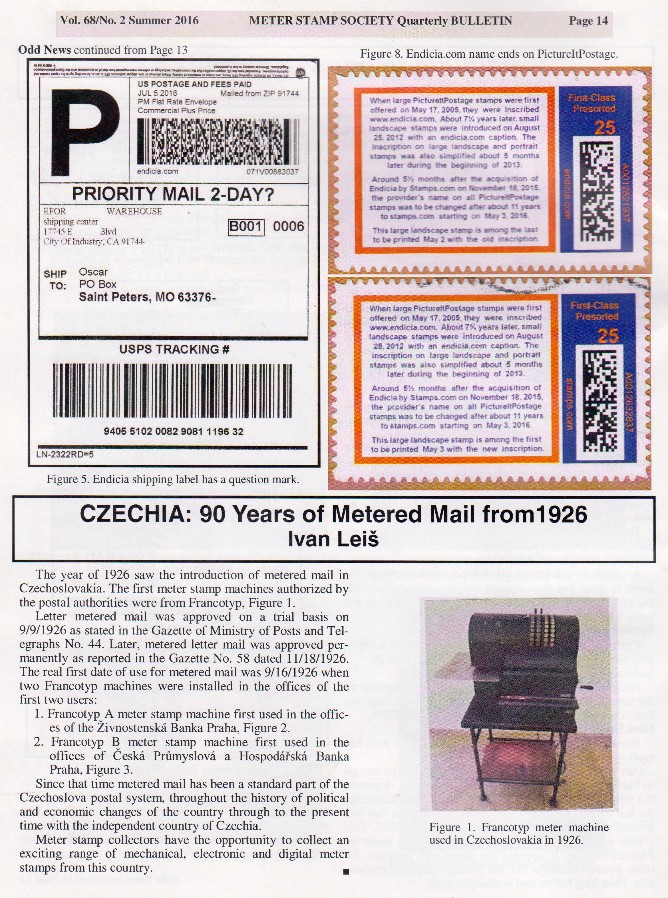 Vol. 68/No. 2 Summer 2016 METER STAMP SOCIETY Quarterly BULLETIN Page 14
Odd News continued from Page 13
US POSTAGE AND FEES PAID
JUL 5 2016 Mailed from ZIP 91744
PM Flat Rate Envelope
Commercial Plus Price
P
endicia.com 071V00883037
PRIORITY MAIL 2-DAY?
EFOR WAREHOUSE
shipping center
17745 E 3lvd
City Of Industry, CA 91744-
B001 0006
SHIP TO:
Oscar
PO Box
Saint Peters, MO 63376-
USPS TRACKING #
9405 5102 0082 9081 1196 32
LN-2322RD=5
Figure 5. Endicia shipping label has a question mark.
Figure 8. Endicia.com name ends on PictureItPostage.
When large PictureItPostage stamps were first
offered on May 17, 2005, they were inscribed
www.endicia.com. About 7¼ years later, small
landscape stamps were introduced on August
25, 2012 with an endicia.com caption. The
inscription on large landscape and portrait
stamps was also simplified about 5 months
later during the beginning of 2013.
Around 5½ months after the acquisition of
Endicia by Stamps.com on November 18, 2015,
the provider's name on all PictureItPostage
stamps was to be changed after about 11 years
to stamps.com starting on May 3, 2016.
This large landscape stamp is among the last
to be printed May 2 with the old inscription.
First-Class
Presorted
25
endicia.com
When large PictureItPostage stamps were first
offered on May 17, 2005, they were inscribed
www.endicia.com. About 7¼ years later, small
landscape stamps were introduced on August
25, 2012 with an endicia.com caption. The
inscription on large landscape and portrait
stamps was also simplified about 5 months
later during the beginning of 2013.
Around 5½ months after the acquisition of
Endicia by Stamps.com on November 18, 2015,
the provider's name on all PictureItPostage
stamps was to be changed after about 11 years
to stamps.com starting on May 3, 2016.
This large landscape stamp is among the first
to be printed May 3 with the new inscription.
First-Class
Presorted
25
stamps.com
CZECHIA: 90 Years of Metered Mail from1926
Ivan Leiš
The year of 1926 saw the introduction of metered mail in
Czechoslovakia. The first meter stamp machines authorized by
the postal authorities were from Francotyp, Figure 1.
Letter metered mail was approved on a trial basis on
9/9/1926 as stated in the Gazette of Ministry of Posts and Tel-
egraphs No. 44. Later, metered letter mail was approved per-
manently as reported in the Gazette No. 58 dated 11/18/1926.
The real first date of use for metered mail was 9/16/1926 when
two Francotyp machines were installed in the offices of the
first two users:
1. Francotyp A meter stamp machine first used in the offic-
es of the Živnostenská Banka Praha, Figure 2.
2. Francotyp B meter stamp machine first used in the
offices of Česká Průmyslová a Hospodářská Banka
Praha, Figure 3.
Since that time metered mail has been a standard part of the
Czechoslova postal system, throughout the history of political
and economic changes of the country through to the present
time with the independent country of Czechia.
Meter stamp collectors have the opportunity to collect an
exciting range of mechanical, electronic and digital meter
stamps from this country.
Figure 1. Francotyp meter machine
used in Czechoslovakia in 1926.